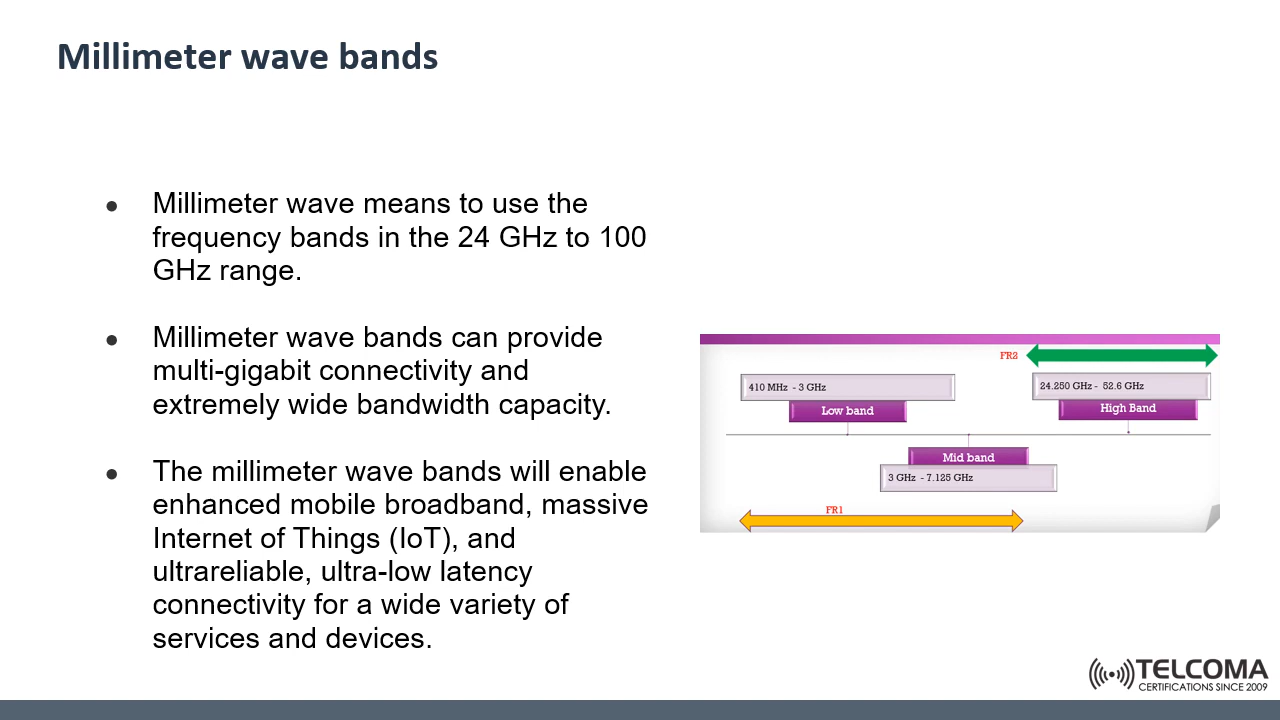 Millimeter wave bands
● Millimeter wave means to use the
frequency bands in the 24 GHz to 100
GHz range.
● Millimeter wave bands can provide
multi-gigabit connectivity and
extremely wide bandwidth capacity.
● The millimeter wave bands will enable
enhanced mobile broadband, massive
Internet of Things (IoT), and
ultrareliable, ultra-low latency
connectivity for a wide variety of
services and devices.
FR2
410 MHz - 3 GHz
Low band
24.250 GHz - 52.6 GHz
High Band
Mid band
3 GHz - 7.125 GHz
FR1
TELCOMA
CERTIFICATIONS SINCE 2009